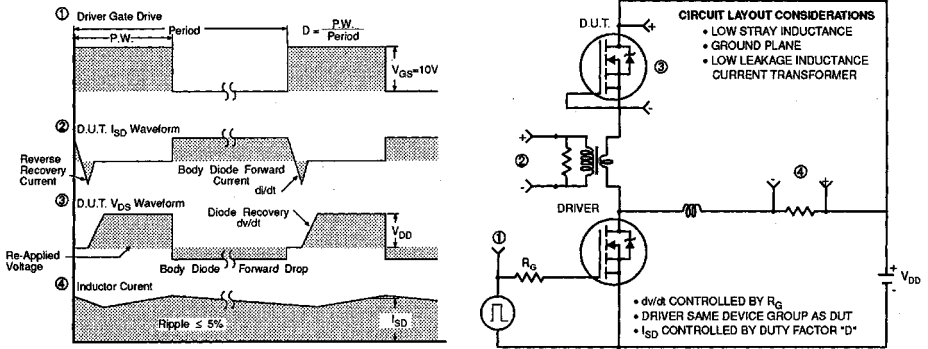 ① Driver Gate Drive
P.W.
Period
D = P.W. / Period
V_GS=10V
② D.U.T. I_SD Waveform
Reverse
Recovery
Current
Body Diode Forward
Current
di/dt
③ D.U.T. V_DS Waveform
Diode Recovery
dv/dt
V_DD
Re-Applied
Voltage
Body Diode Forward Drop
④ Inductor Curent
Ripple ≤ 5%
I_SD
D.U.T.
+
③
-
+
②
-
DRIVER
①
R_G
④
-
+
+
V_DD
-
CIRCUIT LAYOUT CONSIDERATIONS
• LOW STRAY INDUCTANCE
• GROUND PLANE
• LOW LEAKAGE INDUCTANCE
CURRENT TRANSFORMER
• dv/dt CONTROLLED BY R_G
• DRIVER SAME DEVICE GROUP AS DUT
• I_SD CONTROLLED BY DUTY FACTOR "D"